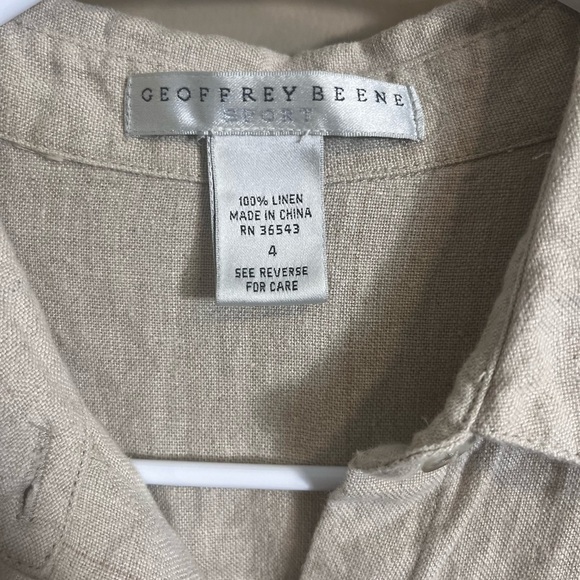 GEOFFREY BEENE
SPORT
100% LINEN
MADE IN CHINA
RN 36543
4
SEE REVERSE
FOR CARE